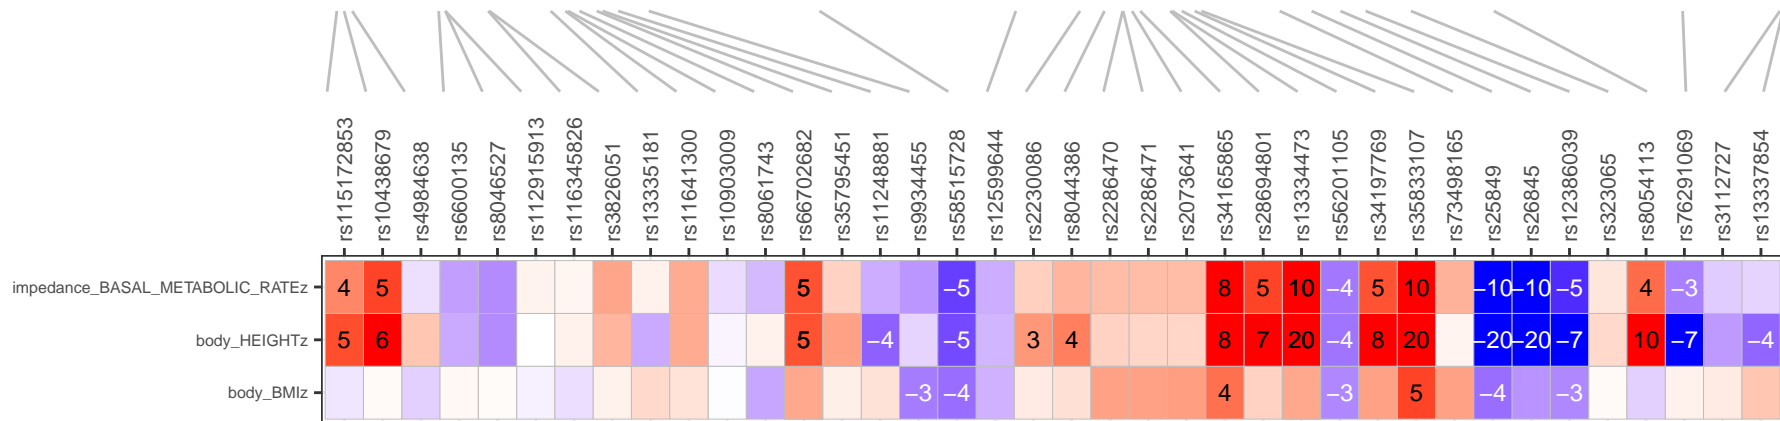 rs115172853 rs10438679 rs4984638 rs6600135 rs8046527 rs112915913 rs116345826 rs3826051 rs13335181 rs11641300 rs10903009 rs8061743 rs66702682 rs35795451 rs11248881 rs9934455 rs58515728 rs12599644 rs2230086 rs8044386 rs2286470 rs2286471 rs2073641 rs34165865 rs28694801 rs13334473 rs56201105 rs34197769 rs35833107 rs73498165 rs25849 rs26845 rs12386039 rs323065 rs8054113 rs76291069 rs3112727 rs13337854
impedance_BASAL_METABOLIC_RATEz 4 5 5 −5 8 5 10 −4 5 10 −10 −10 −5 4 −3
body_HEIGHTz 5 6 5 −4 −5 3 4 8 7 20 −4 8 20 −20 −20 −7 10 −7 −4
body_BMIz −3 −4 4 −3 5 −4 −3